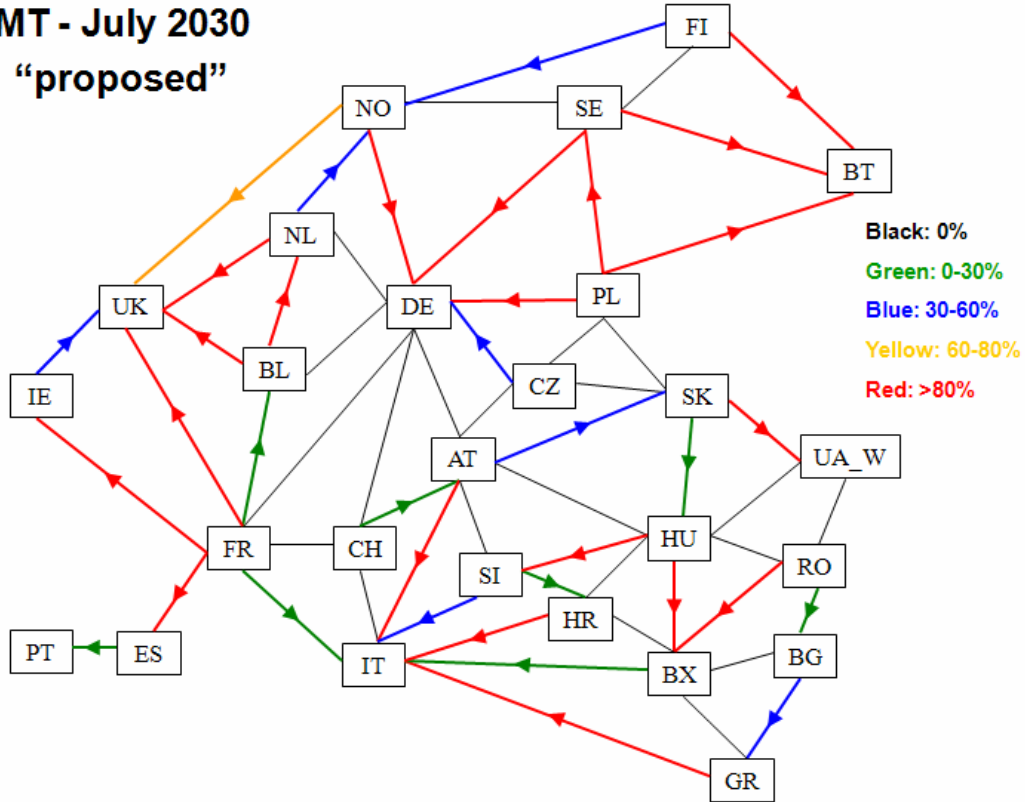 MT - July 2030
“proposed”
FI
NO
SE
BT
NL
Black: 0%
Green: 0-30%
UK
DE
PL
Blue: 30-60%
Yellow: 60-80%
BL
CZ
IE
SK
Red: >80%
AT
UA_W
FR
CH
HU
SI
RO
HR
PT
ES
IT
BX
BG
GR